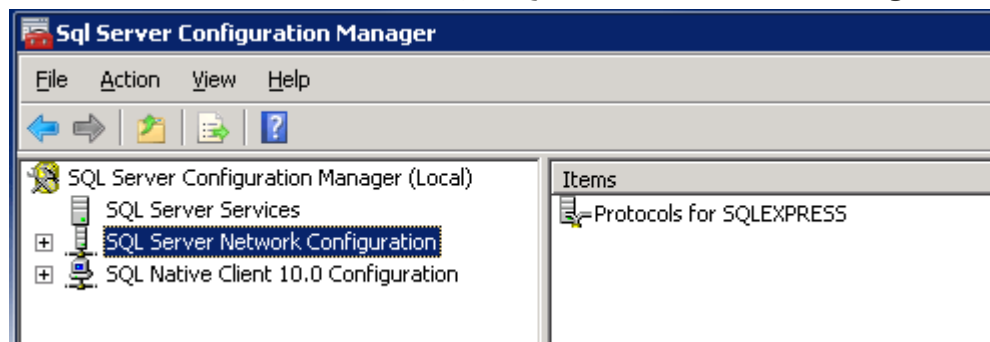 Sql Server Configuration Manager
File Action View Help
SQL Server Configuration Manager (Local)
SQL Server Services
SQL Server Network Configuration
SQL Native Client 10.0 Configuration
Items
Protocols for SQLEXPRESS